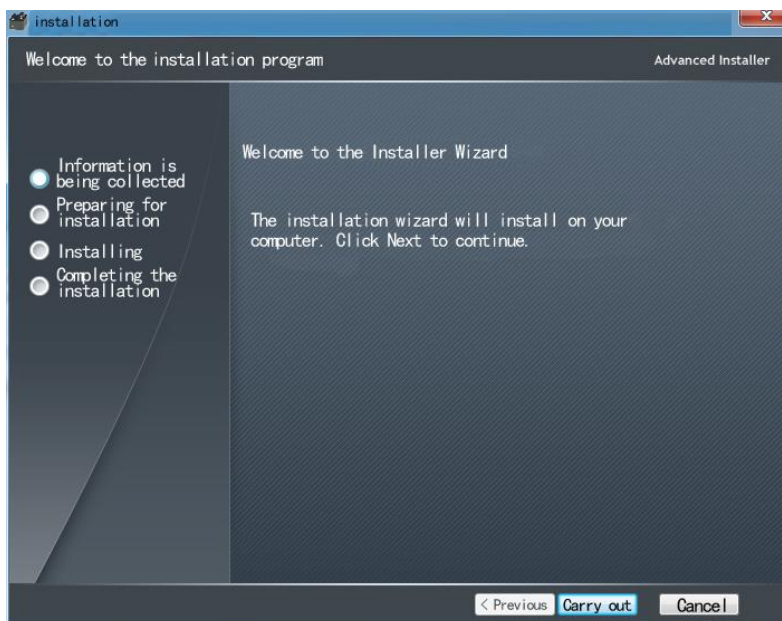 installation
Welcome to the installation program
Advanced Installer
Information is
being collected
Preparing for
installation
Installing
Completing the
installation
Welcome to the Installer Wizard
The installation wizard will install on your
computer. Click Next to continue.
< Previous
Carry out
Cancel